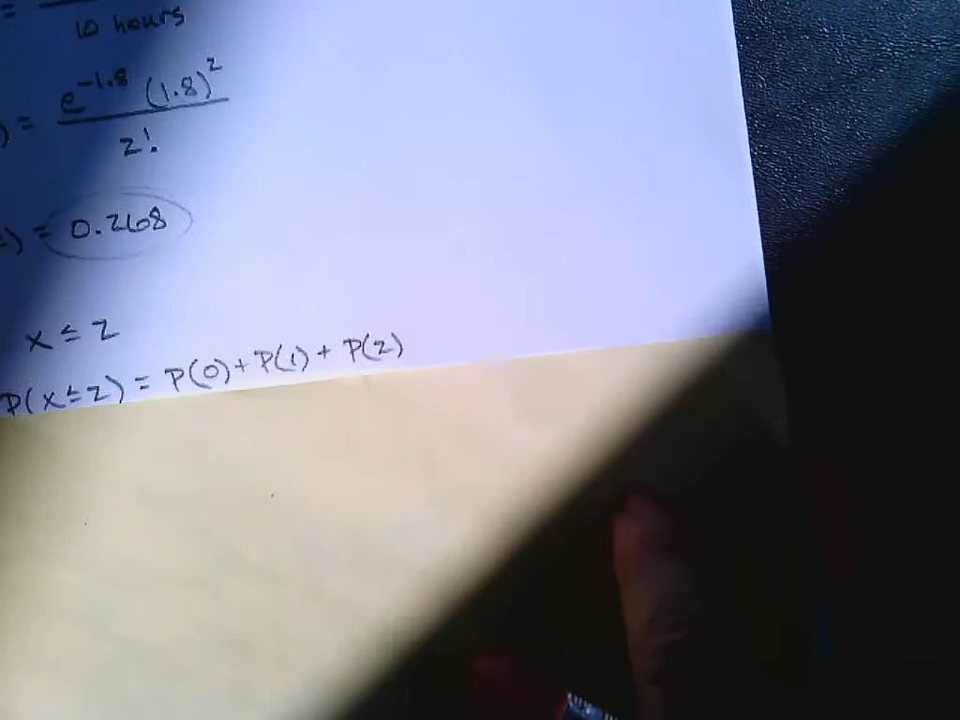 =
10 hours
) = e^-1.8 (1.8)^2
2!
) = 0.268
x ≤ 2
P(x≤2) = P(0)+P(1)+P(2)